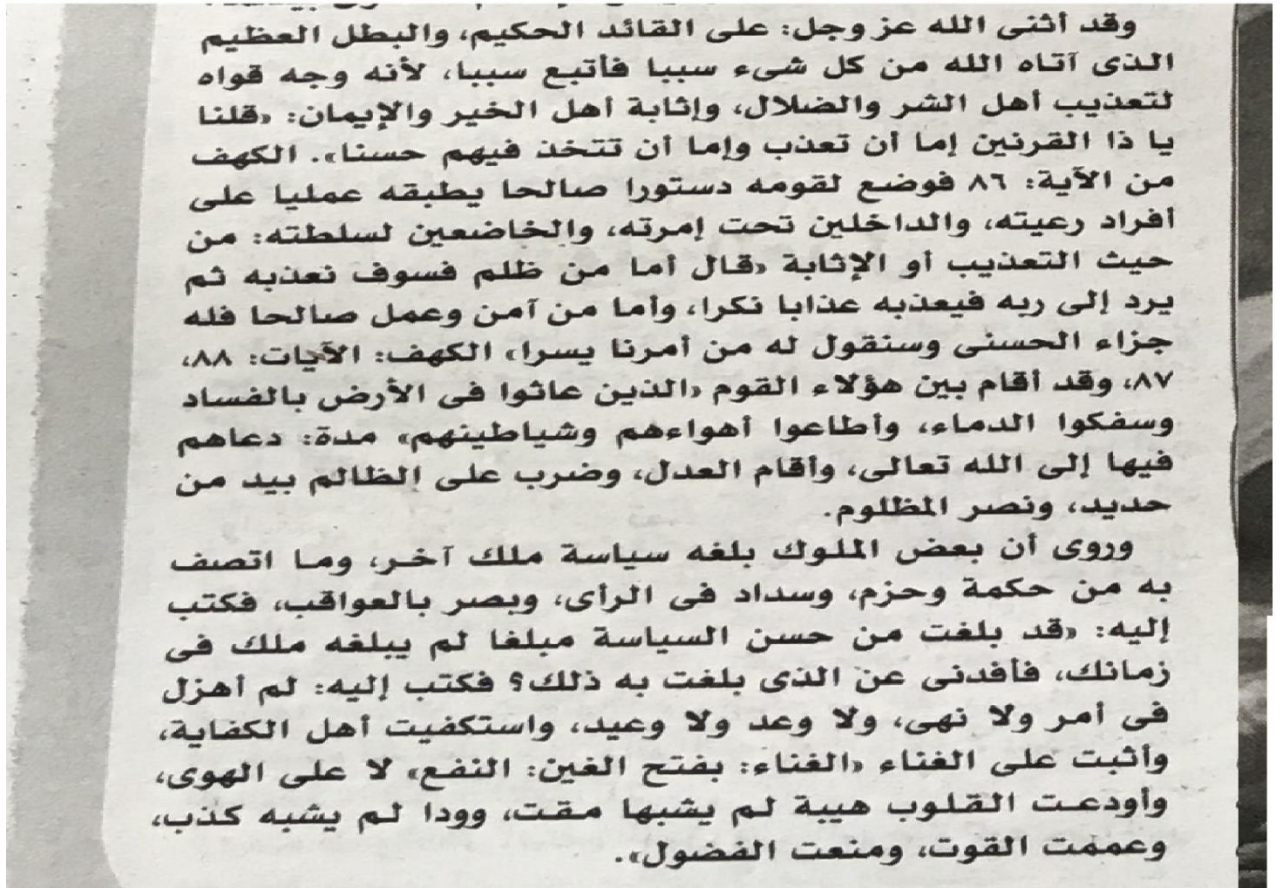 وقد أثنى الله عز وجل: على القائد الحكيم، والبطل العظيم
الذى آتاه الله من كل شىء سببا فأتبع سببا، لأنه وجه قواه
لتعذيب أهل الشر والضلال، وإثابة أهل الخير والإيمان: «قلنا
يا ذا القرنين إما أن تعذب وإما أن تتخذ فيهم حسنا». الكهف
من الآية: ٨٦ فوضع لقومه دستورا صالحا يطبقه عمليا على
أفراد رعيته، والداخلين تحت إمرته، والخاضعين لسلطته: من
حيث التعذيب أو الإثابة «قال أما من ظلم فسوف نعذبه ثم
يرد إلى ربه فيعذبه عذابا نكرا، وأما من آمن وعمل صالحا فله
جزاء الحسنى وسنقول له من أمرنا يسرا» الكهف: الآيات: ٨٨،
٨٧، وقد أقام بين هؤلاء القوم «الذين عاثوا فى الأرض بالفساد
وسفكوا الدماء، وأطاعوا أهواءهم وشياطينهم» مدة: دعاهم
فيها إلى الله تعالى، وأقام العدل، وضرب على الظالم بيد من
حديد، ونصر المظلوم.
وروى أن بعض الملوك بلغه سياسة ملك آخر، وما اتصف
به من حكمة وحزم، وسداد فى الرأى، وبصر بالعواقب، فكتب
إليه: «قد بلغت من حسن السياسة مبلغا لم يبلغه ملك فى
زمانك، فأفدنى عن الذى بلغت به ذلك؟ فكتب إليه: لم أهزل
فى أمر ولا نهى، ولا وعد ولا وعيد، واستكفيت أهل الكفاية،
وأثبت على الغناء «الغناء: بفتح الغين: النفع» لا على الهوى،
وأودعت القلوب هيبة لم يشبها مقت، وودا لم يشبه كذب،
وعممت القوت، ومنعت الفضول».